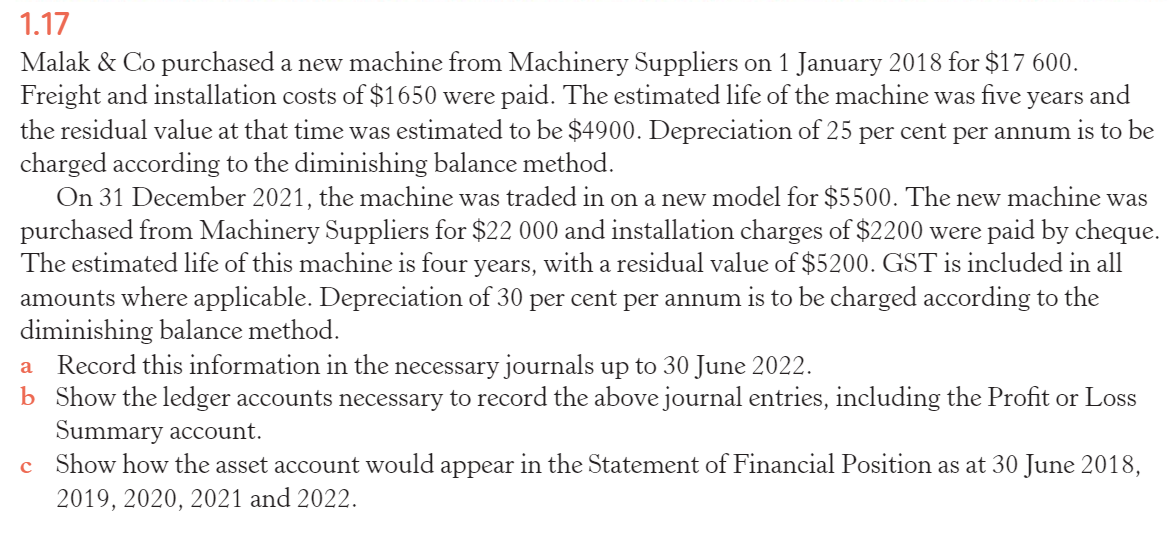 1.17
Malak & Co purchased a new machine from Machinery Suppliers on 1 January 2018 for $17 600.
Freight and installation costs of $1650 were paid. The estimated life of the machine was five years and
the residual value at that time was estimated to be $4900. Depreciation of 25 per cent per annum is to be
charged according to the diminishing balance method.
On 31 December 2021, the machine was traded in on a new model for $5500. The new machine was
purchased from Machinery Suppliers for $22 000 and installation charges of $2200 were paid by cheque.
The estimated life of this machine is four years, with a residual value of $5200. GST is included in all
amounts where applicable. Depreciation of 30 per cent per annum is to be charged according to the
diminishing balance method.
a Record this information in the necessary journals up to 30 June 2022.
b Show the ledger accounts necessary to record the above journal entries, including the Profit or Loss
Summary account.
c Show how the asset account would appear in the Statement of Financial Position as at 30 June 2018,
2019, 2020, 2021 and 2022.